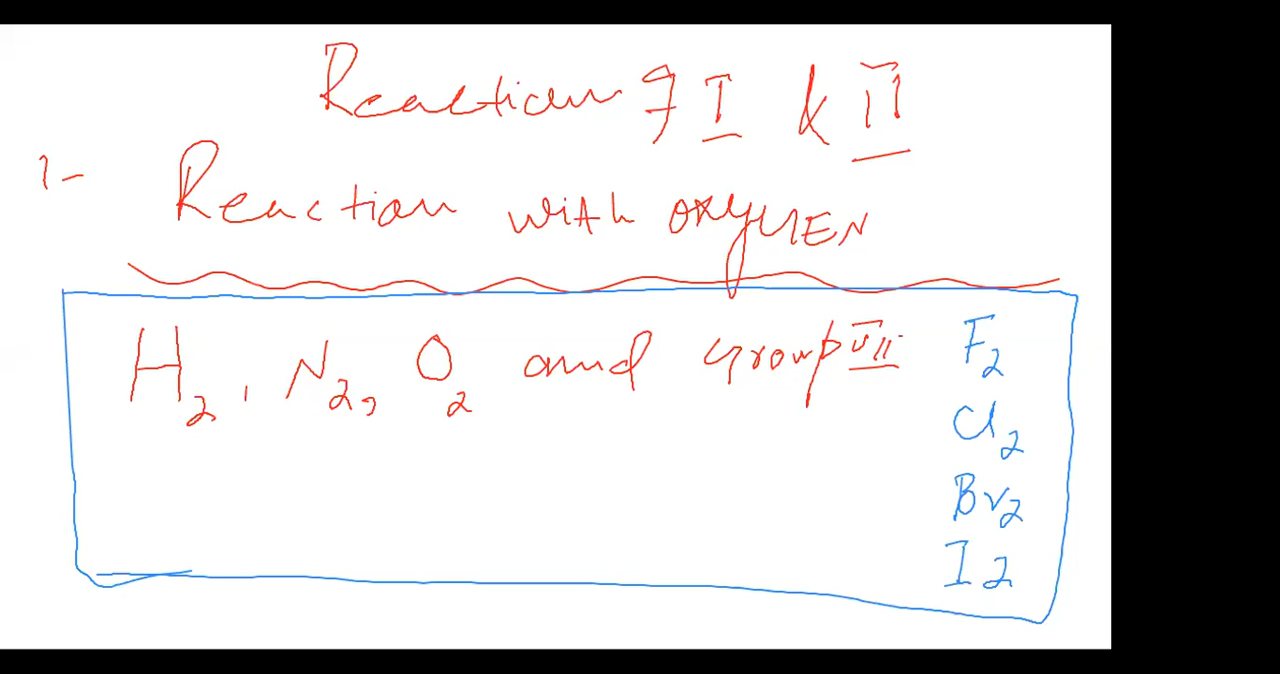 Reaction of I & II
1- Reaction with OXYGEN
H2, N2, O2 and group VII F2
Cl2
Br2
I2